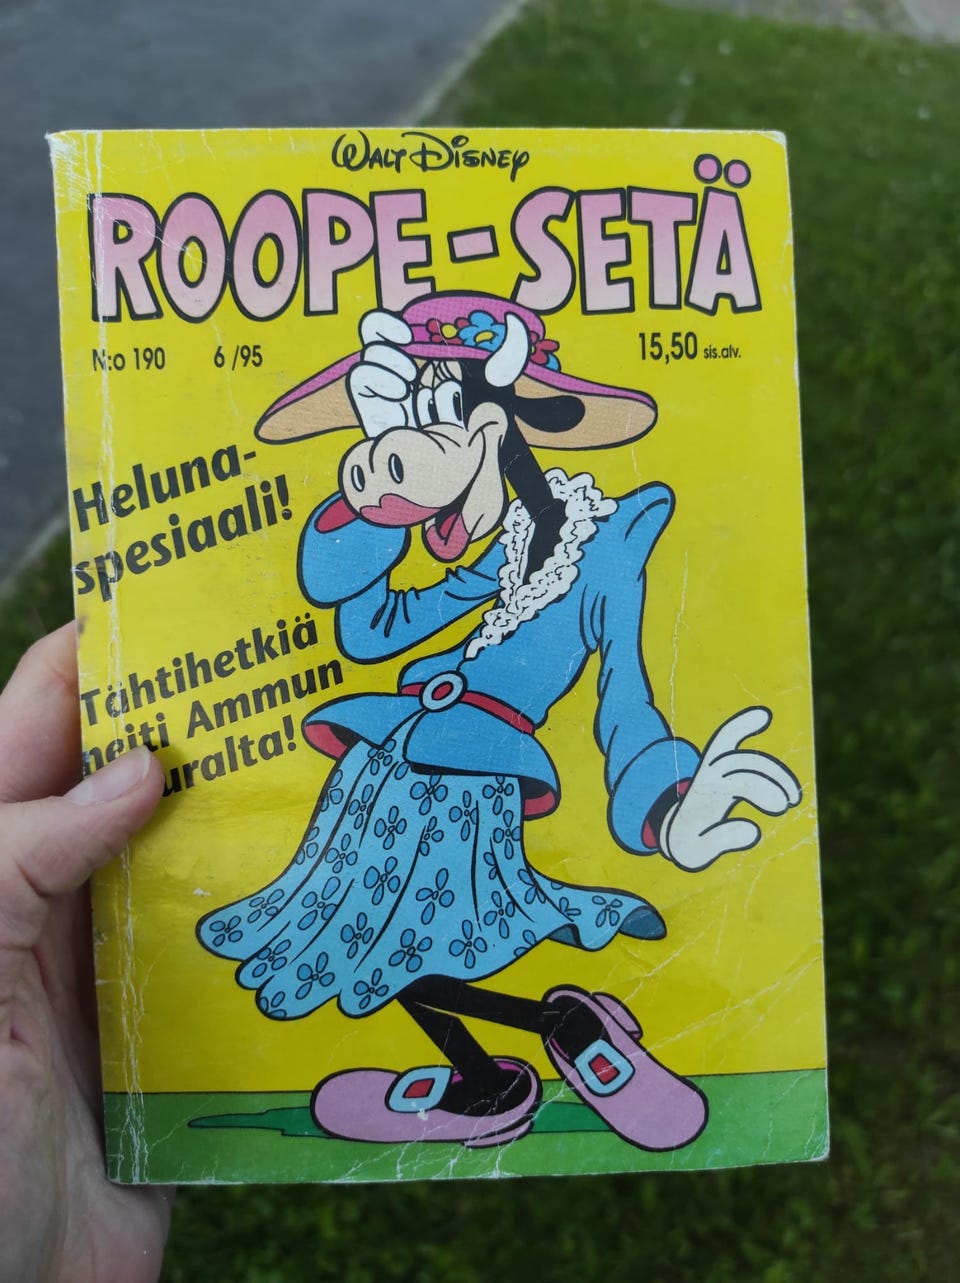 Walt Disney
ROOPE-SETÄ
N:o 190 6/95
15,50 sis.alv.
Heluna-
spesiaali!
Tähtihetkiä
neiti Ammun
uralta!